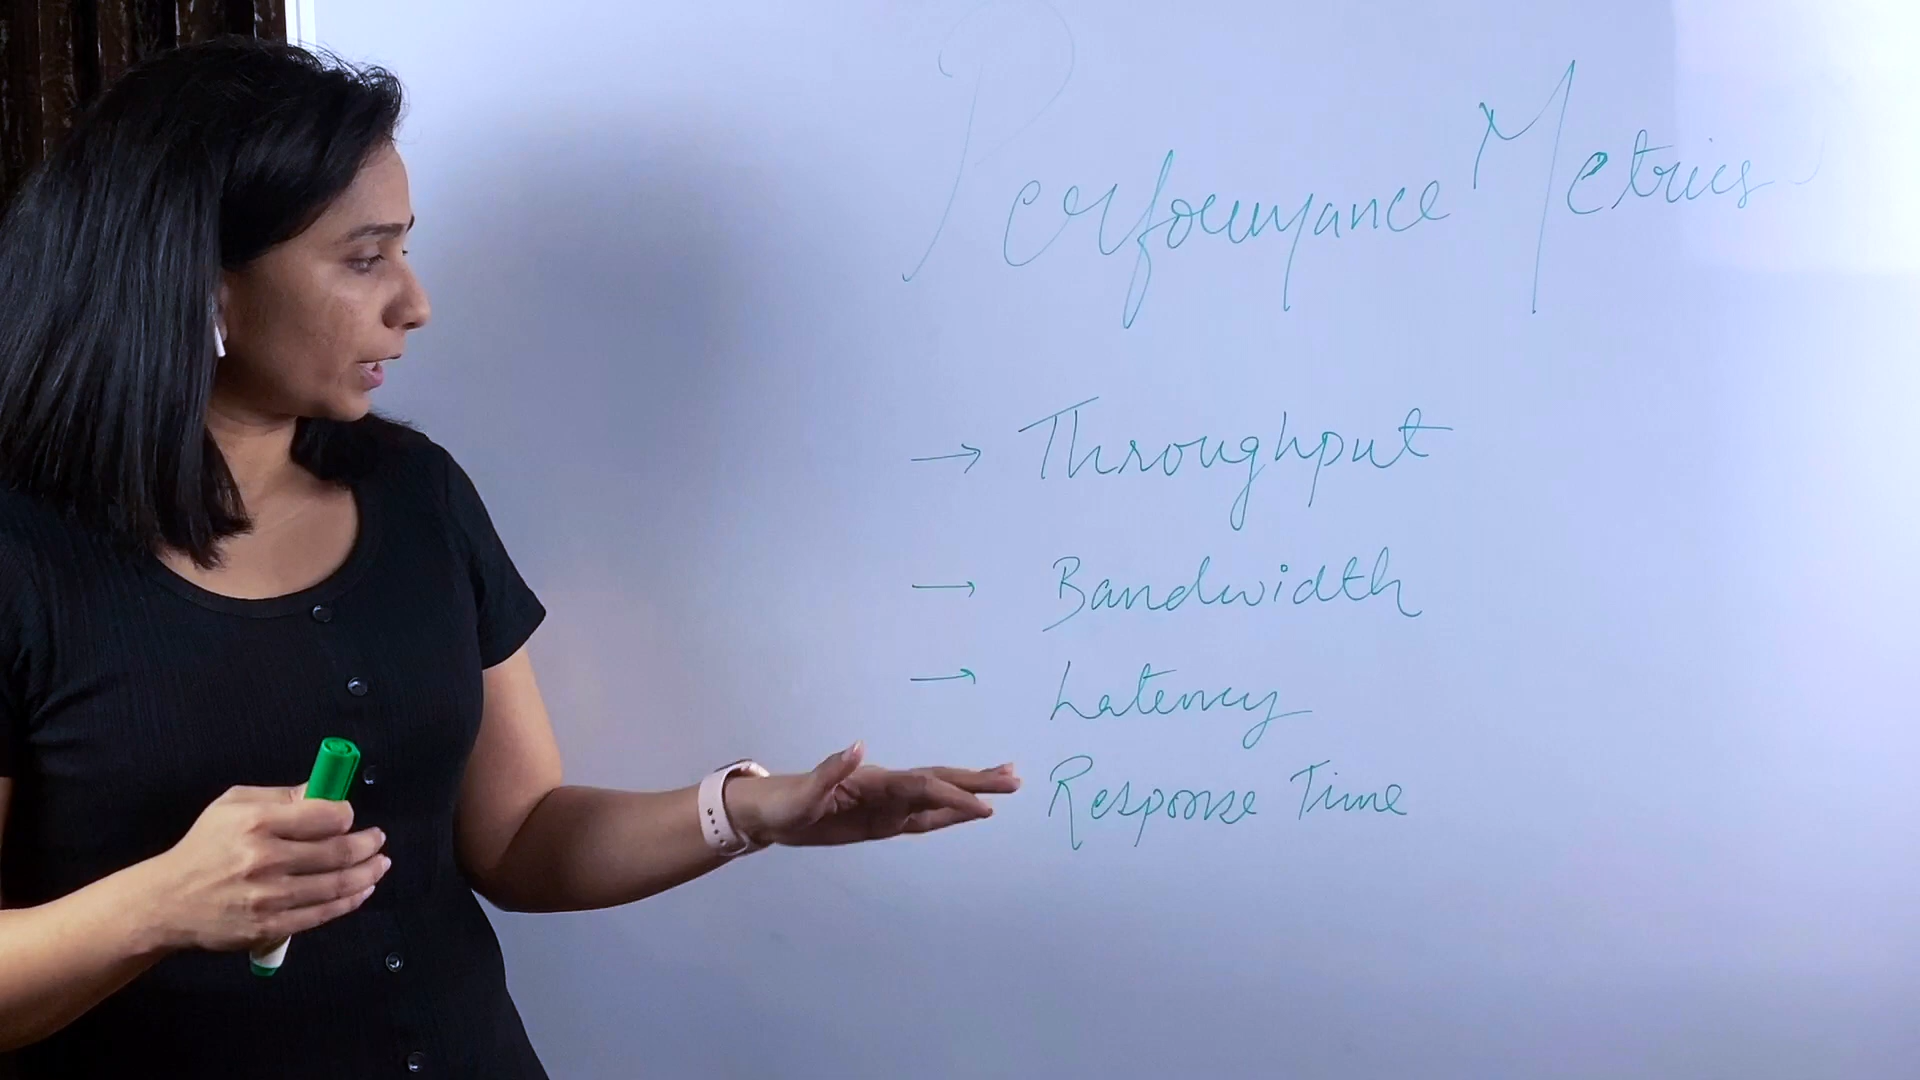 Performance Metrics
→ Throughput
→ Bandwidth
→ Latency
Response Time